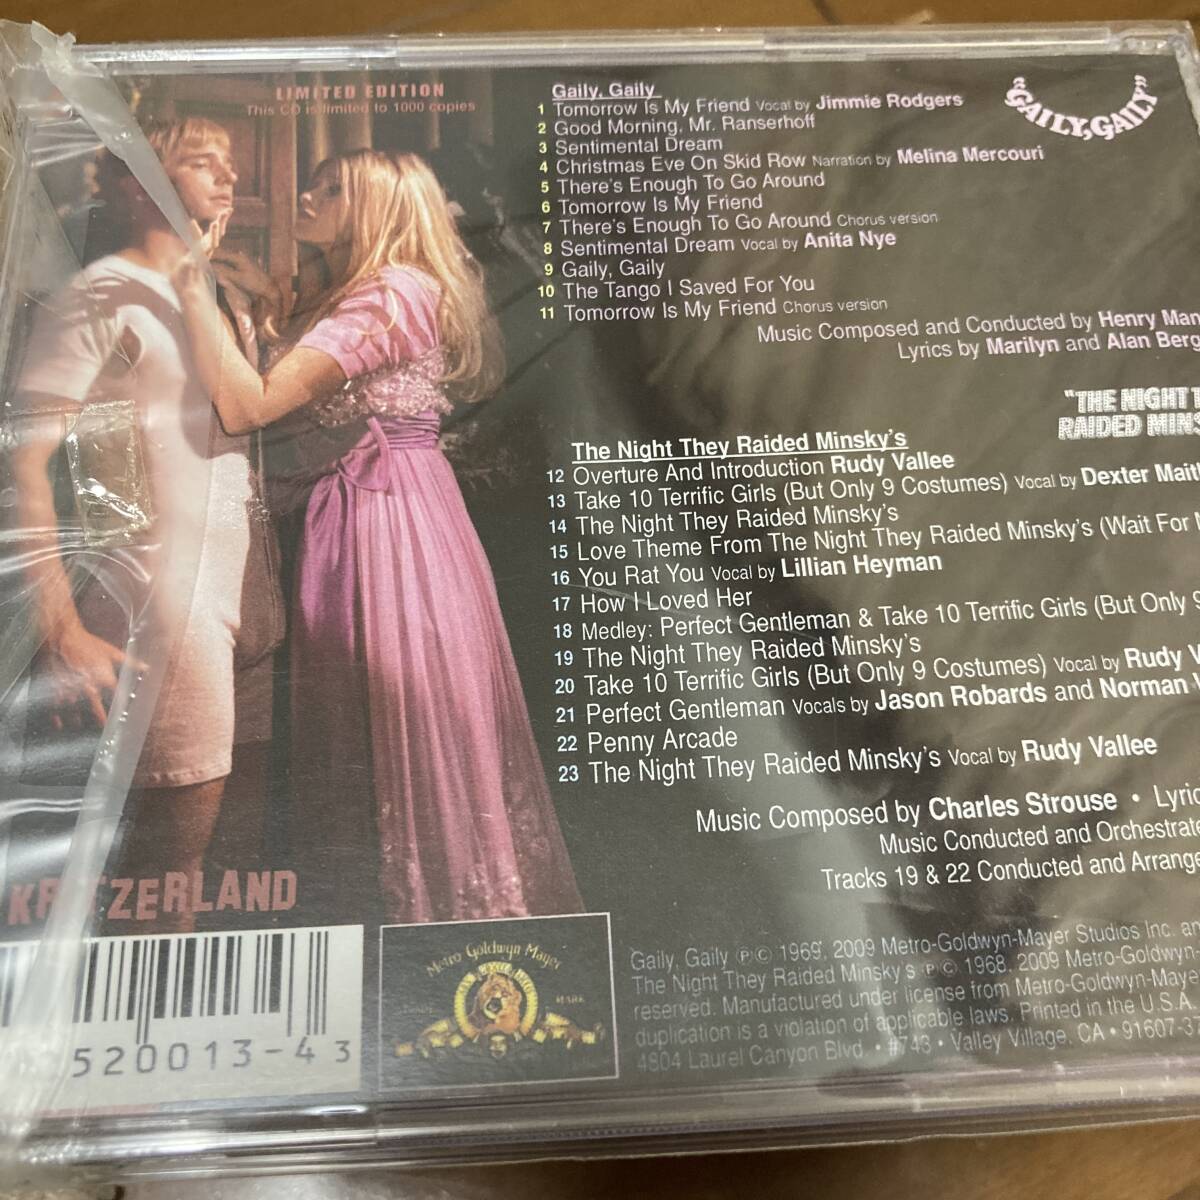 LIMITED EDITION
This CD is limited to 1000 copies
"GAILY, GAILY"
Gaily, Gaily
1 Tomorrow Is My Friend Vocal by Jimmie Rodgers
2 Good Morning, Mr. Ranserhoff
3 Sentimental Dream
4 Christmas Eve On Skid Row Narration by Melina Mercouri
5 There's Enough To Go Around
6 Tomorrow Is My Friend
7 There's Enough To Go Around Chorus version
8 Sentimental Dream Vocal by Anita Nye
9 Gaily, Gaily
10 The Tango I Saved For You
11 Tomorrow Is My Friend Chorus version
Music Composed and Conducted by Henry Man
Lyrics by Marilyn and Alan Berg
"THE NIGHT T
RAIDED MINS
The Night They Raided Minsky's
12 Overture And Introduction Rudy Vallee
13 Take 10 Terrific Girls (But Only 9 Costumes) Vocal by Dexter Mait
14 The Night They Raided Minsky's
15 Love Theme From The Night They Raided Minsky's (Wait For
16 You Rat You Vocal by Lillian Heyman
17 How I Loved Her
18 Medley: Perfect Gentleman & Take 10 Terrific Girls (But Only 9
19 The Night They Raided Minsky's
20 Take 10 Terrific Girls (But Only 9 Costumes) Vocal by Rudy V
21 Perfect Gentleman Vocals by Jason Robards and Norman
22 Penny Arcade
23 The Night They Raided Minsky's Vocal by Rudy Vallee
Music Composed by Charles Strouse • Lyric
Music Conducted and Orchestrate
Tracks 19 & 22 Conducted and Arrange
KRITZERLAND
520013-43
Metro Goldwyn Mayer
MARK
Gaily, Gaily ℗© 1969, 2009 Metro-Goldwyn-Mayer Studios Inc. an
The Night They Raided Minsky's ℗© 1968, 2009 Metro-Goldwyn-
reserved. Manufactured under license from Metro-Goldwyn-Mayer
duplication is a violation of applicable laws. Printed in the U.S.A.
4804 Laurel Canyon Blvd. • #743 • Valley Village, CA • 91607-3